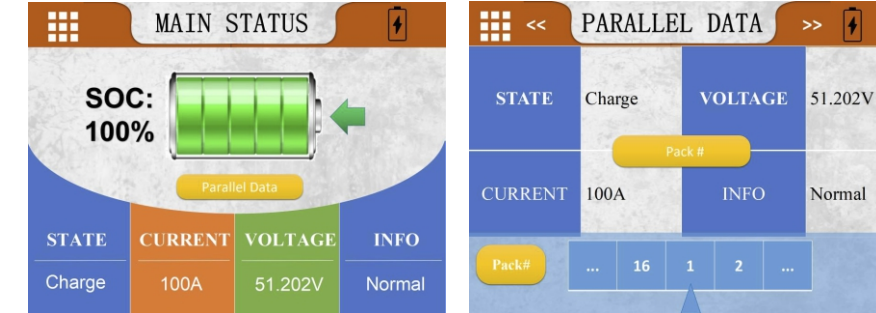 MAIN STATUS
SOC:
100%
Parallel Data
STATE CURRENT VOLTAGE INFO
Charge 100A 51.202V Normal
<< PARALLEL DATA >>
STATE Charge VOLTAGE 51.202V
Pack #
CURRENT 100A INFO Normal
Pack# ... 16 1 2 ...